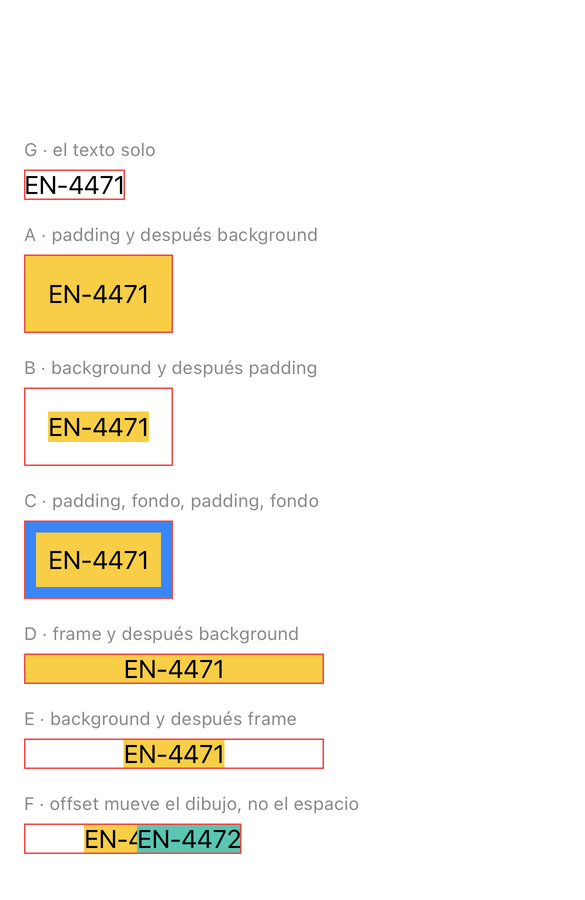 G · el texto solo
EN-4471
A · padding y después background
EN-4471
B · background y después padding
EN-4471
C · padding, fondo, padding, fondo
EN-4471
D · frame y después background
EN-4471
E · background y después frame
EN-4471
F · offset mueve el dibujo, no el espacio
EN-4EN-4472